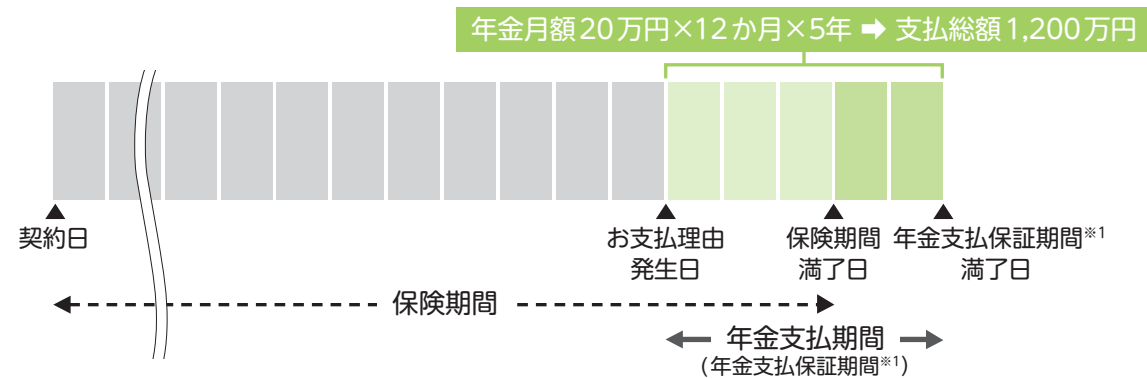 年金月額20万円×12か月×5年 ➡ 支払総額1,200万円
契約日
お支払理由
発生日
保険期間
満了日
年金支払保証期間※1
満了日
保険期間
年金支払期間
(年金支払保証期間※1)